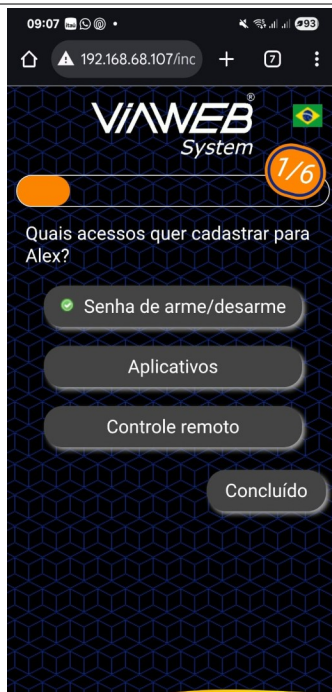 09:07
93
192.168.68.107/inc
7
VIAWEB®
System
1/6
Quais acessos quer cadastrar para
Alex?
Senha de arme/desarme
Aplicativos
Controle remoto
Concluído